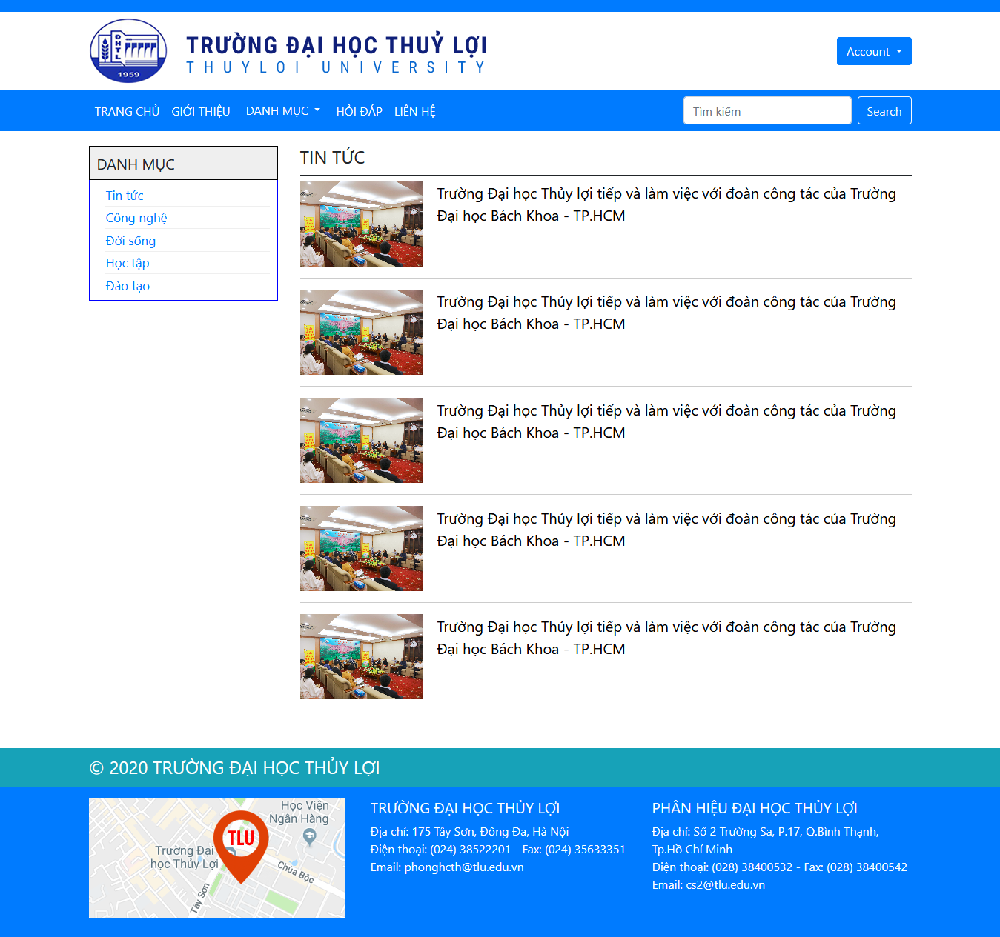 1959
TRƯỜNG ĐẠI HỌC THUỶ LỢI
THUYLOI UNIVERSITY
Account
TRANG CHỦ
GIỚI THIỆU
DANH MỤC
HỎI ĐÁP
LIÊN HỆ
Tìm kiếm
Search
DANH MỤC
Tin tức
Công nghệ
Đời sống
Học tập
Đào tạo
TIN TỨC
Trường Đại học Thủy lợi tiếp và làm việc với đoàn công tác của Trường
Đại học Bách Khoa - TP.HCM
Trường Đại học Thủy lợi tiếp và làm việc với đoàn công tác của Trường
Đại học Bách Khoa - TP.HCM
Trường Đại học Thủy lợi tiếp và làm việc với đoàn công tác của Trường
Đại học Bách Khoa - TP.HCM
Trường Đại học Thủy lợi tiếp và làm việc với đoàn công tác của Trường
Đại học Bách Khoa - TP.HCM
Trường Đại học Thủy lợi tiếp và làm việc với đoàn công tác của Trường
Đại học Bách Khoa - TP.HCM
© 2020 TRƯỜNG ĐẠI HỌC THỦY LỢI
Học Viện
Ngân Hàng
TLU
Trường Đại
học Thuỷ Lợi
Chùa Bộc
Tây Sơn
TRƯỜNG ĐẠI HỌC THỦY LỢI
Địa chỉ: 175 Tây Sơn, Đống Đa, Hà Nội
Điện thoại: (024) 38522201 - Fax: (024) 35633351
Email: phonghcth@tlu.edu.vn
PHÂN HIỆU ĐẠI HỌC THỦY LỢI
Địa chỉ: Số 2 Trường Sa, P.17, Q.Bình Thạnh,
Tp.Hồ Chí Minh
Điện thoại: (028) 38400532 - Fax: (028) 38400542
Email: cs2@tlu.edu.vn